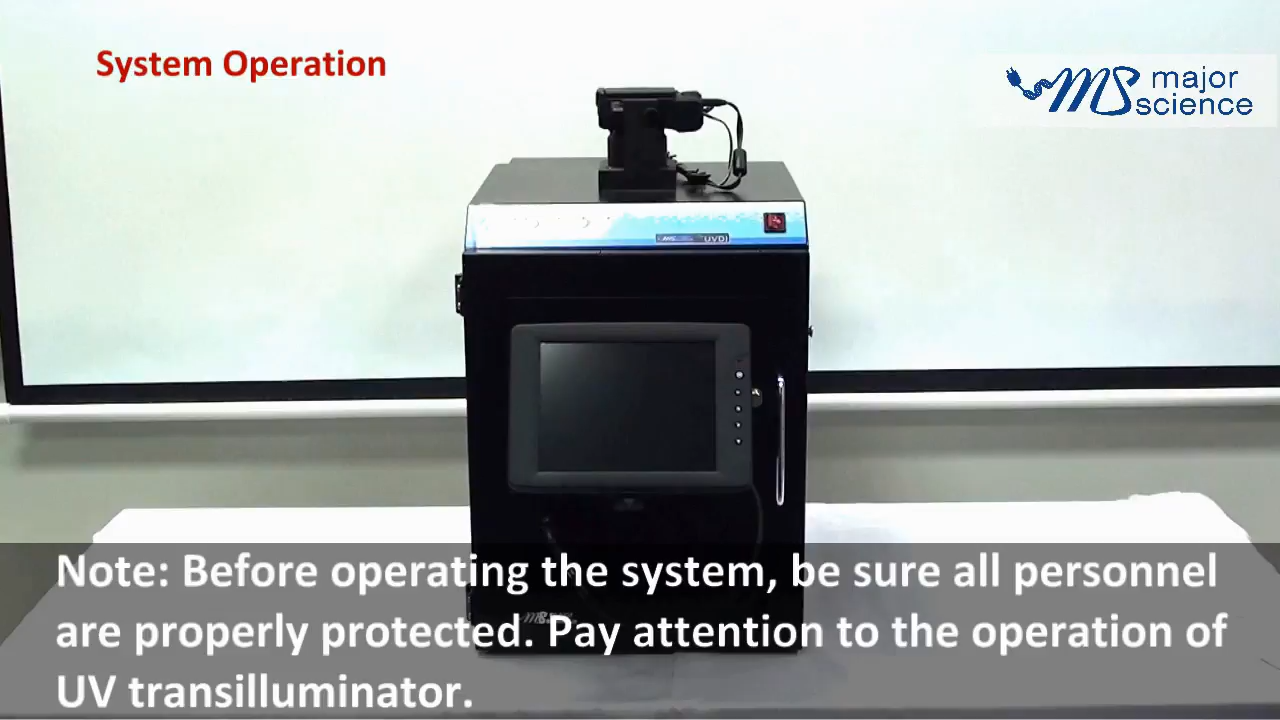 System Operation
MS major
science
UVDI
Note: Before operating the system, be sure all personnel
are properly protected. Pay attention to the operation of
UV transilluminator.